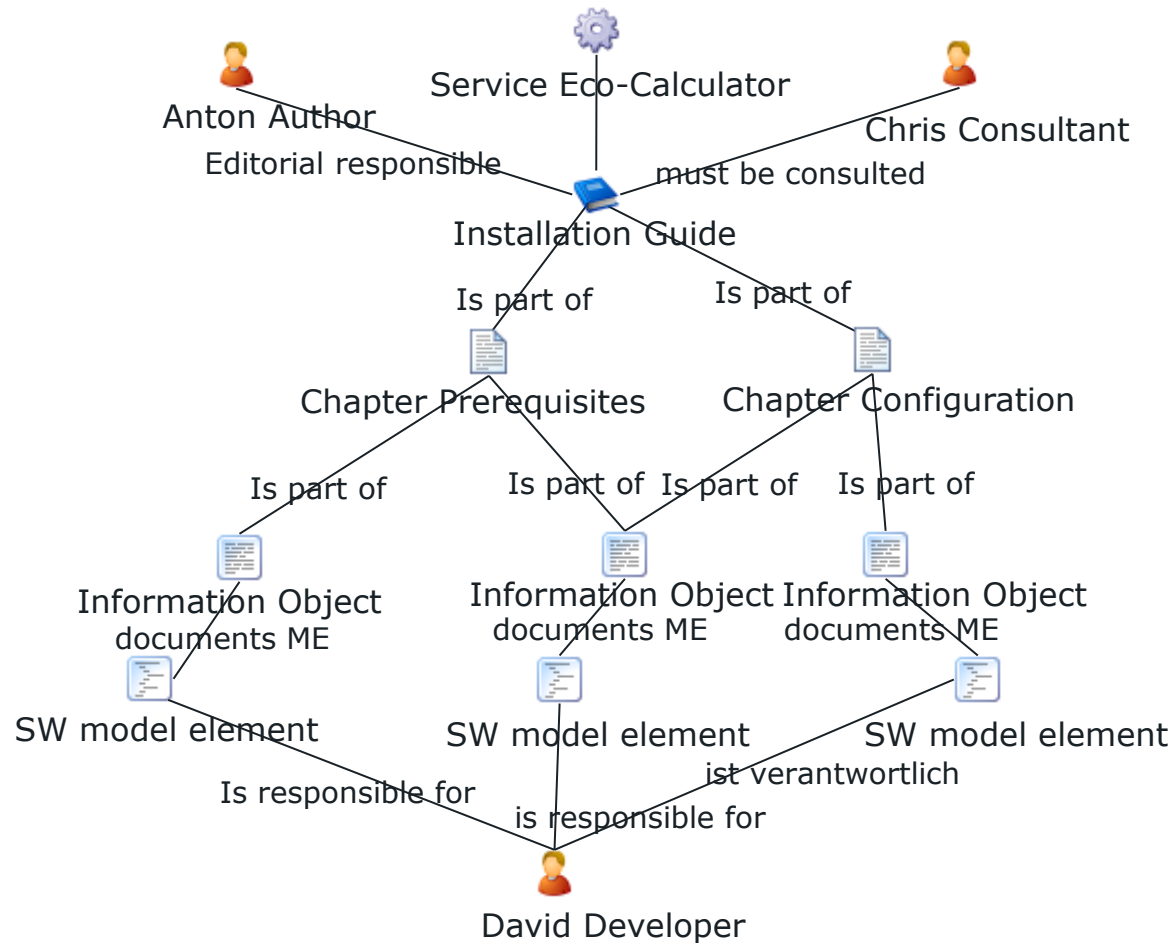 Service Eco-Calculator
Anton Author
Chris Consultant
Editorial responsible
must be consulted
Installation Guide
Is part of
Is part of
Chapter Prerequisites
Chapter Configuration
Is part of
Is part of
Is part of
Is part of
Information Object
Information Object
Information Object
documents ME
documents ME
documents ME
SW model element
SW model element
SW model element
Is responsible for
is responsible for
ist verantwortlich
David Developer